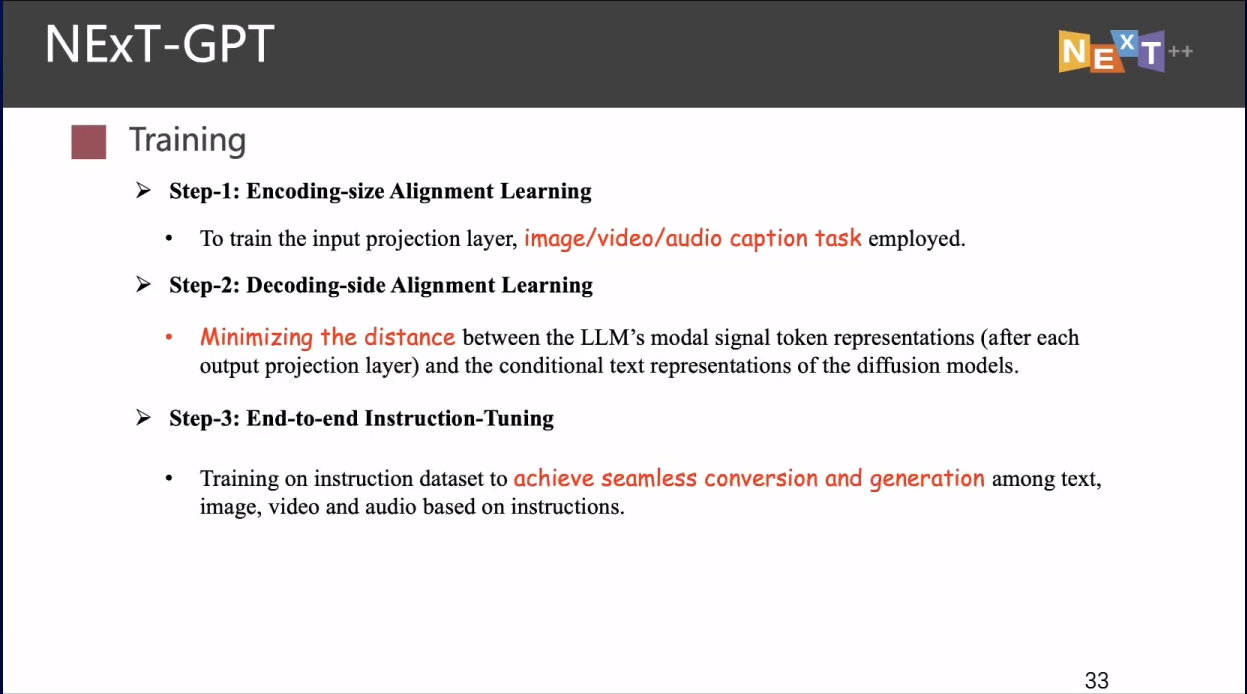 NExT-GPT
NExT++
Training
➢ Step-1: Encoding-size Alignment Learning
• To train the input projection layer, image/video/audio caption task employed.
➢ Step-2: Decoding-side Alignment Learning
• Minimizing the distance between the LLM’s modal signal token representations (after each
output projection layer) and the conditional text representations of the diffusion models.
➢ Step-3: End-to-end Instruction-Tuning
• Training on instruction dataset to achieve seamless conversion and generation among text,
image, video and audio based on instructions.
33